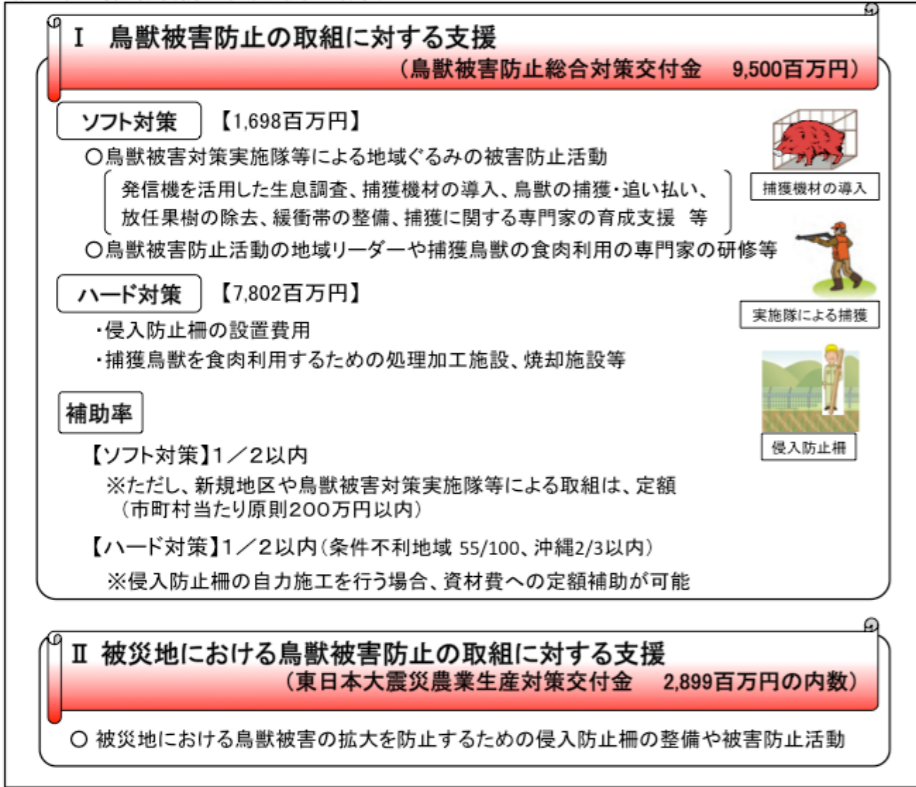 Ⅰ 鳥獣被害防止の取組に対する支援
(鳥獣被害防止総合対策交付金 9,500百万円)
ソフト対策 【1,698百万円】
○鳥獣被害対策実施隊等による地域ぐるみの被害防止活動
発信機を活用した生息調査、捕獲機材の導入、鳥獣の捕獲・追い払い、
放任果樹の除去、緩衝帯の整備、捕獲に関する専門家の育成支援 等
○鳥獣被害防止活動の地域リーダーや捕獲鳥獣の食肉利用の専門家の研修等
捕獲機材の導入
ハード対策 【7,802百万円】
・侵入防止柵の設置費用
・捕獲鳥獣を食肉利用するための処理加工施設、焼却施設等
実施隊による捕獲
補助率
【ソフト対策】1/2以内
※ただし、新規地区や鳥獣被害対策実施隊等による取組は、定額
(市町村当たり原則200万円以内)
【ハード対策】1/2以内(条件不利地域 55/100、沖縄2/3以内)
※侵入防止柵の自力施工を行う場合、資材費への定額補助が可能
侵入防止柵
Ⅱ 被災地における鳥獣被害防止の取組に対する支援
(東日本大震災農業生産対策交付金 2,899百万円の内数)
○ 被災地における鳥獣被害の拡大を防止するための侵入防止柵の整備や被害防止活動